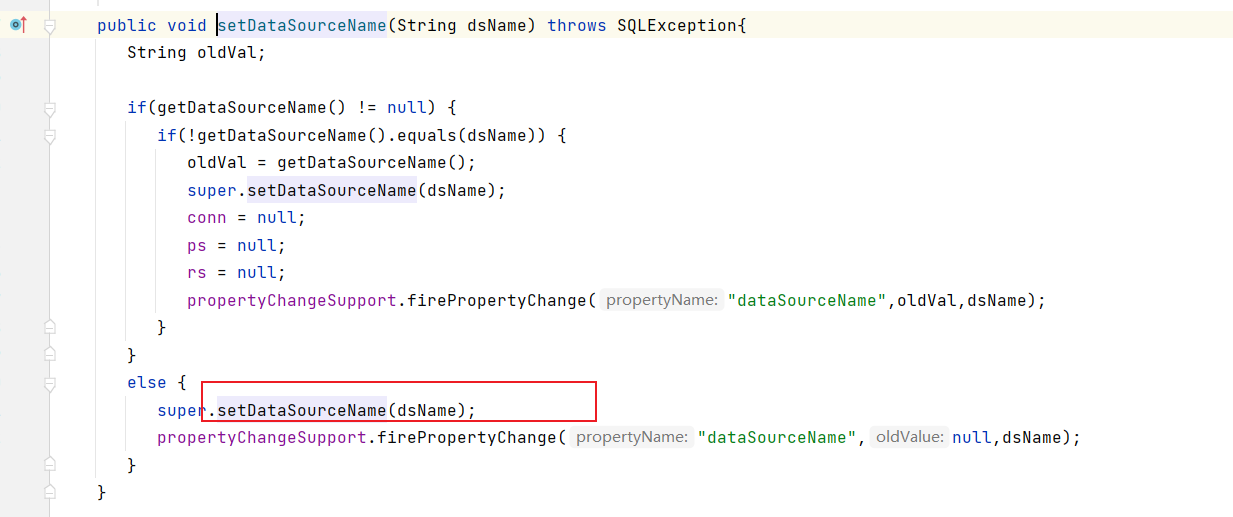 public void setDataSourceName(String dsName) throws SQLException{
String oldVal;
if(getDataSourceName() != null) {
if(!getDataSourceName().equals(dsName)) {
oldVal = getDataSourceName();
super.setDataSourceName(dsName);
conn = null;
ps = null;
rs = null;
propertyChangeSupport.firePropertyChange( propertyName: "dataSourceName",oldVal,dsName);
}
}
else {
super.setDataSourceName(dsName);
propertyChangeSupport.firePropertyChange( propertyName: "dataSourceName", oldValue: null,dsName);
}
}